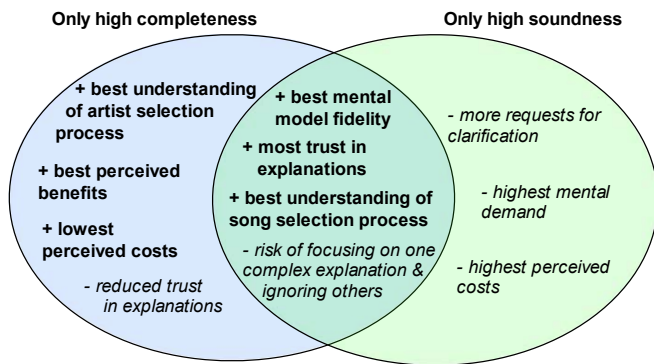 Only high completeness
Only high soundness
+ best understanding
of artist selection
process
+ best perceived
benefits
+ lowest
perceived costs
- reduced trust
in explanations
+ best mental
model fidelity
+ most trust in
explanations
+ best understanding of
song selection process
- risk of focusing on one
complex explanation &
ignoring others
- more requests for
clarification
- highest mental
demand
- highest perceived
costs